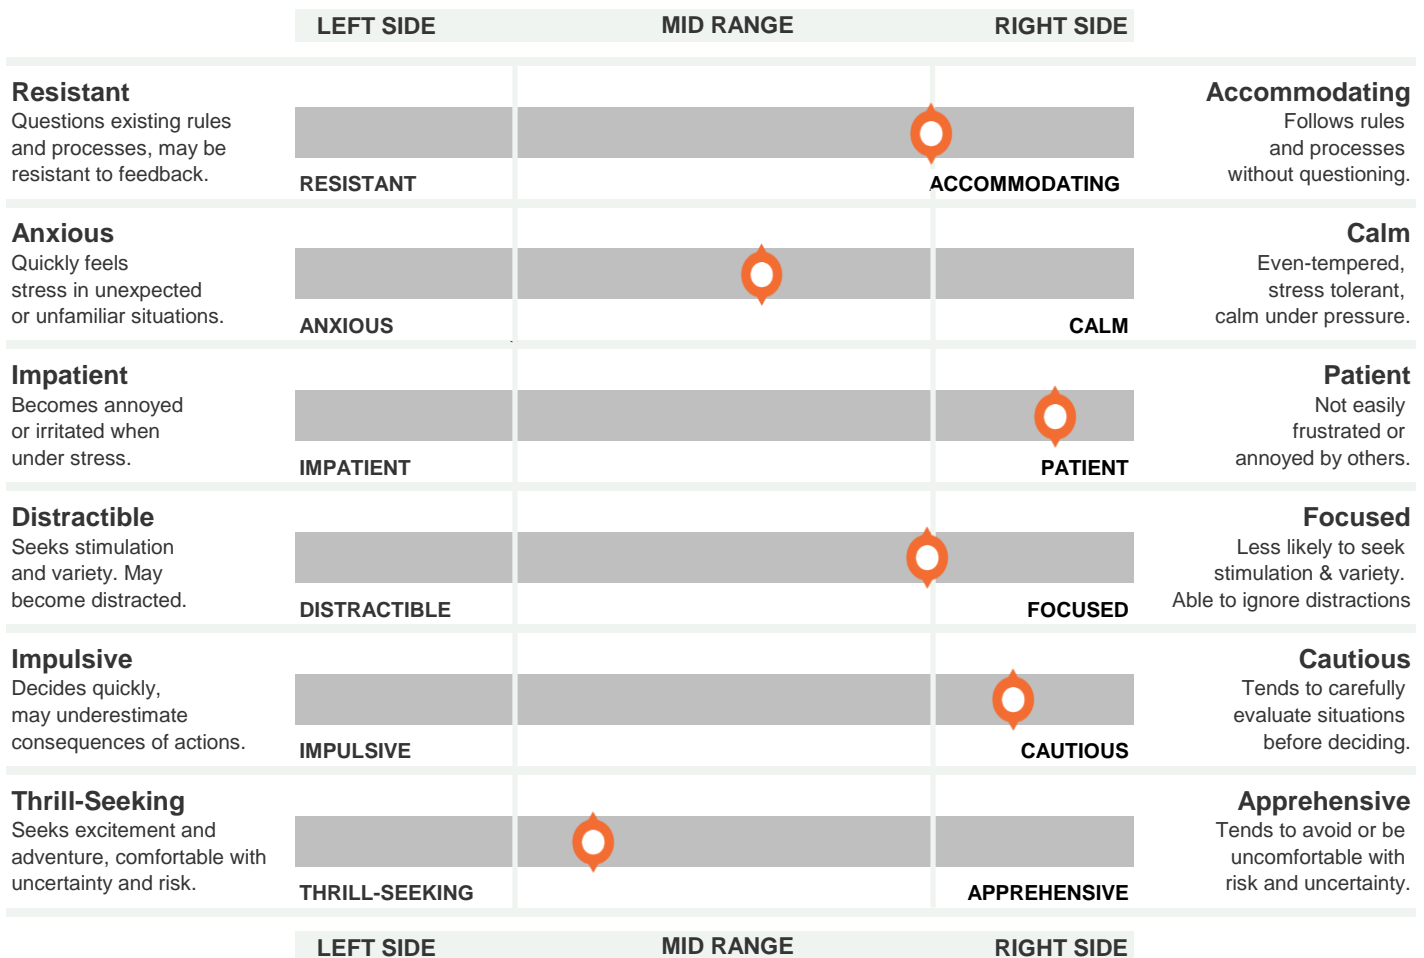 LEFT SIDE MID RANGE RIGHT SIDE
Resistant
Questions existing rules
and processes, may be
resistant to feedback.
RESISTANT
ACCOMMODATING
Accommodating
Follows rules
and processes
without questioning.
Anxious
Quickly feels
stress in unexpected
or unfamiliar situations.
ANXIOUS
CALM
Calm
Even-tempered,
stress tolerant,
calm under pressure.
Impatient
Becomes annoyed
or irritated when
under stress.
IMPATIENT
PATIENT
Patient
Not easily
frustrated or
annoyed by others.
Distractible
Seeks stimulation
and variety. May
become distracted.
DISTRACTIBLE
FOCUSED
Focused
Less likely to seek
stimulation & variety.
Able to ignore distractions
Impulsive
Decides quickly,
may underestimate
consequences of actions.
IMPULSIVE
CAUTIOUS
Cautious
Tends to carefully
evaluate situations
before deciding.
Thrill-Seeking
Seeks excitement and
adventure, comfortable with
uncertainty and risk.
THRILL-SEEKING
APPREHENSIVE
Apprehensive
Tends to avoid or be
uncomfortable with
risk and uncertainty.
LEFT SIDE MID RANGE RIGHT SIDE